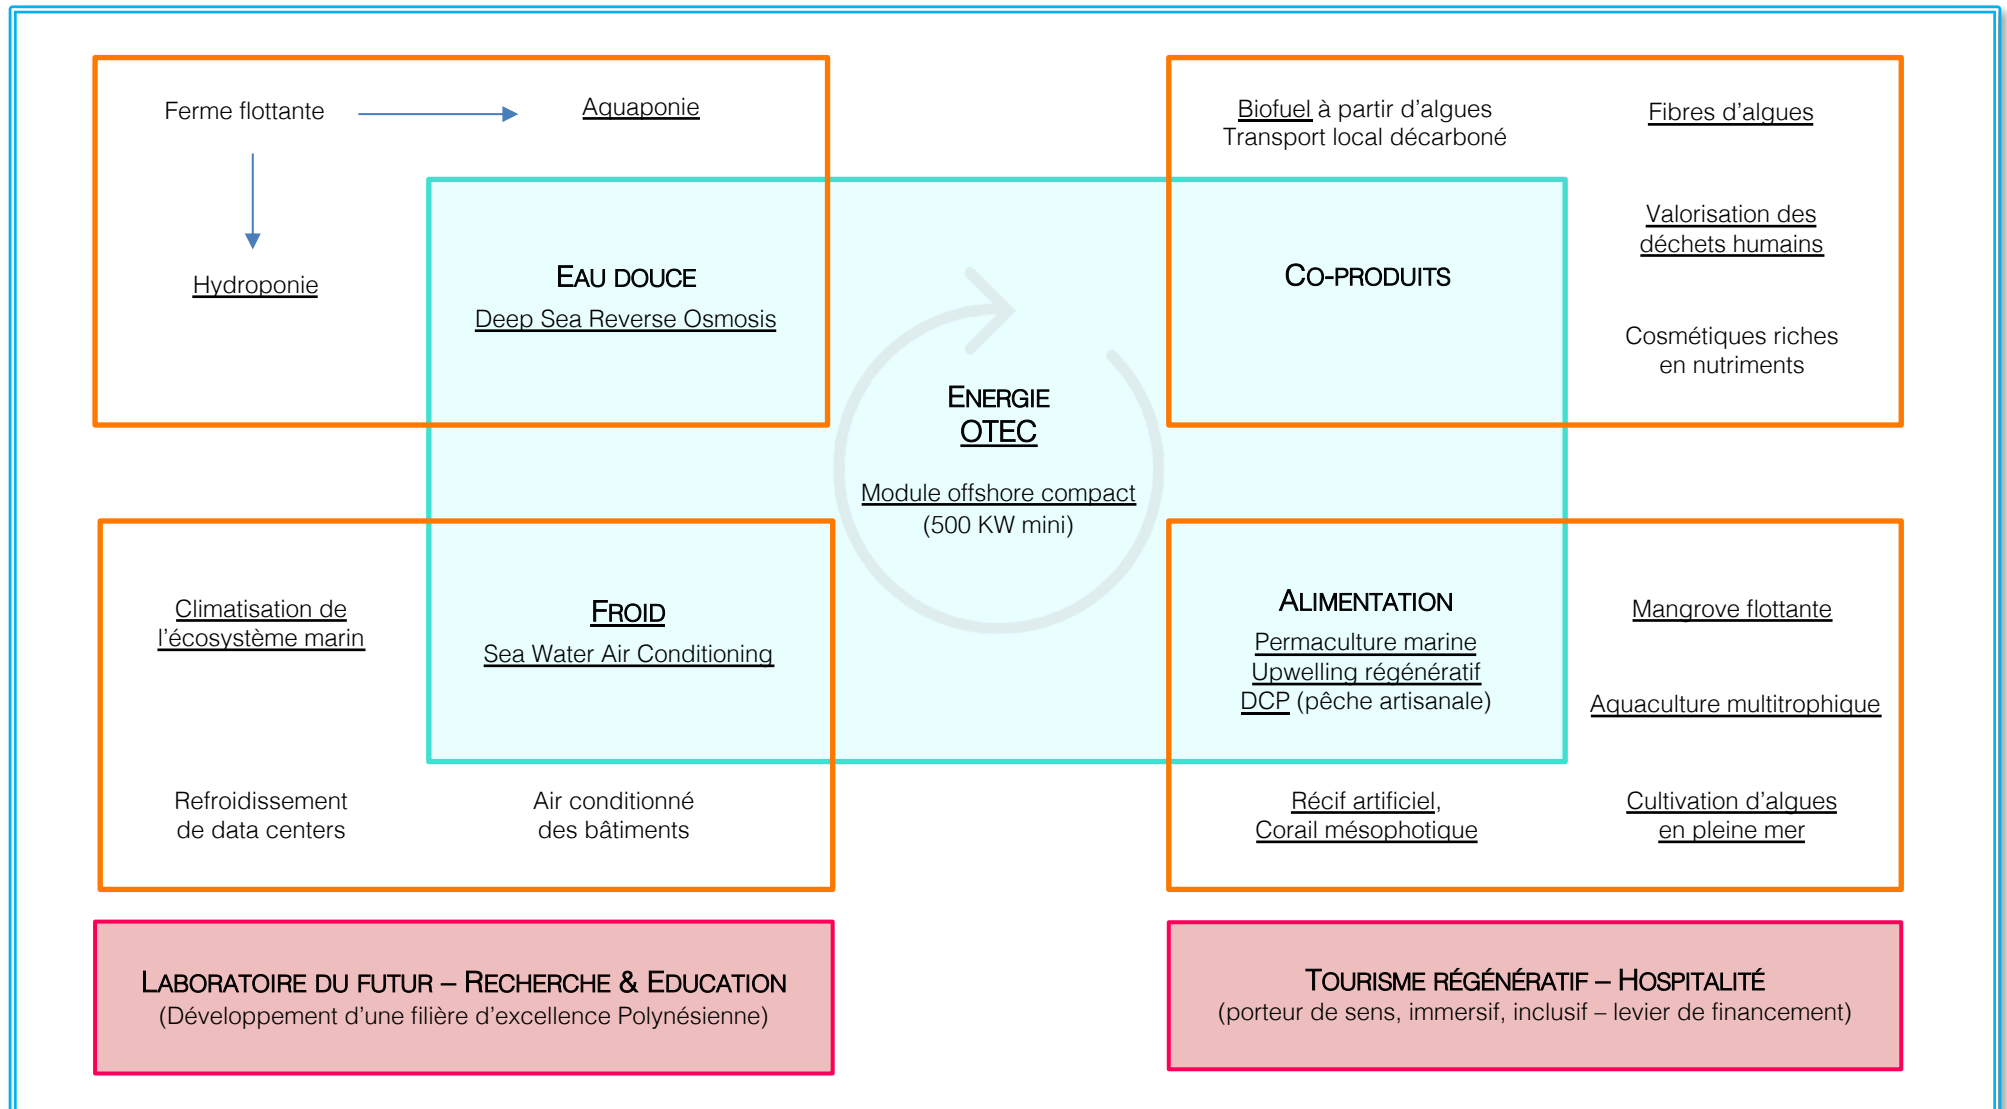 Ferme flottante
Aquaponie
Hydroponie
EAU DOUCE
Deep Sea Reverse Osmosis
Biofuel à partir d'algues
Transport local décarboné
Fibres d'algues
Valorisation des
déchets humains
CO-PRODUITS
Cosmétiques riches
en nutriments
ENERGIE
OTEC
Module offshore compact
(500 KW mini)
Climatisation de
l'écosystème marin
FROID
Sea Water Air Conditioning
Refroidissement
de data centers
Air conditionné
des bâtiments
ALIMENTATION
Permaculture marine
Upwelling régénératif
DCP (pêche artisanale)
Mangrove flottante
Aquaculture multitrophique
Récif artificiel,
Corail mésophotique
Cultivation d'algues
en pleine mer
LABORATOIRE DU FUTUR – RECHERCHE & EDUCATION
(Développement d'une filière d'excellence Polynésienne)
TOURISME RÉGÉNÉRATIF – HOSPITALITÉ
(porteur de sens, immersif, inclusif – levier de financement)